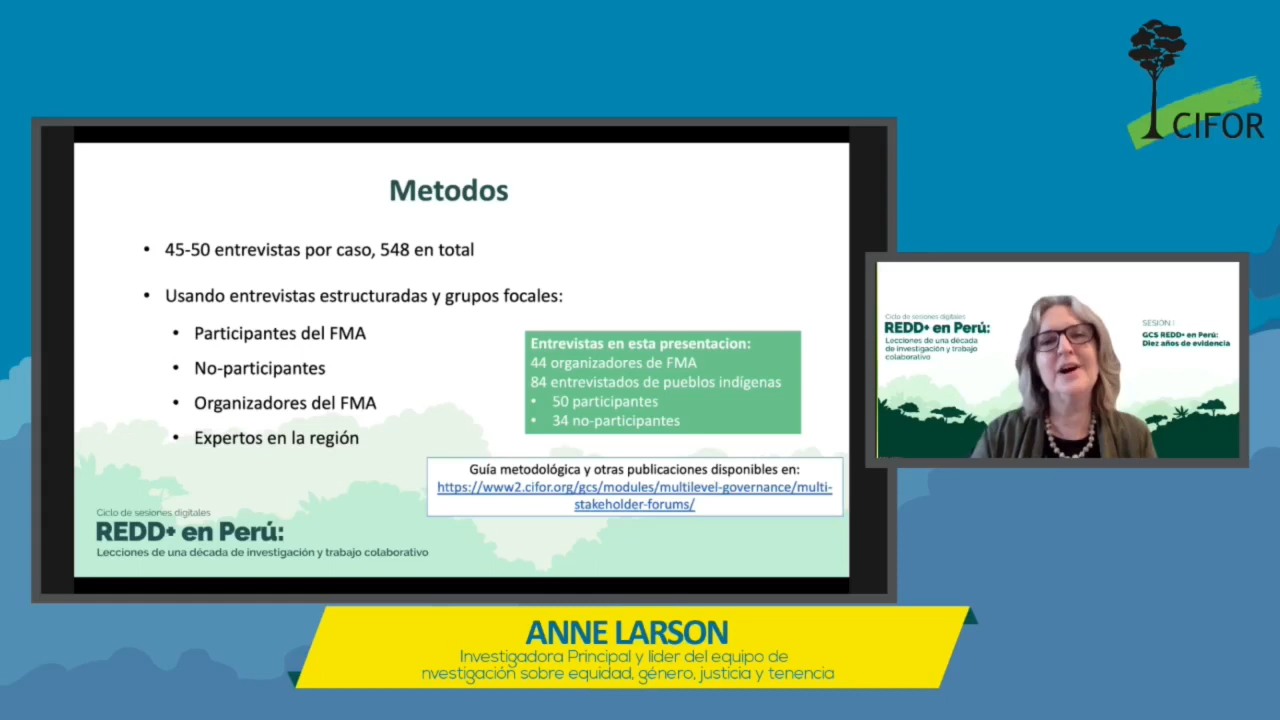 CIFOR
Metodos
• 45-50 entrevistas por caso, 548 en total
• Usando entrevistas estructuradas y grupos focales:
• Participantes del FMA
• No-participantes
• Organizadores del FMA
• Expertos en la región
Entrevistas en esta presentacion:
44 organizadores de FMA
84 entrevistados de pueblos indígenas
• 50 participantes
• 34 no-participantes
Guía metodológica y otras publicaciones disponibles en:
https://www2.cifor.org/gcs/modules/multilevel-governance/multi-
stakeholder-forums/
Ciclo de sesiones digitales
REDD+ en Perú:
Lecciones de una década de investigación y trabajo colaborativo
Ciclo de sesiones digitales
REDD+ en Perú:
Lecciones de una década
de investigación y trabajo
colaborativo
SESIÓN I
GCS REDD+ en Perú:
Diez años de evidencia
ANNE LARSON
Investigadora Principal y líder del equipo de
nvestigación sobre equidad, género, justicia y tenencia